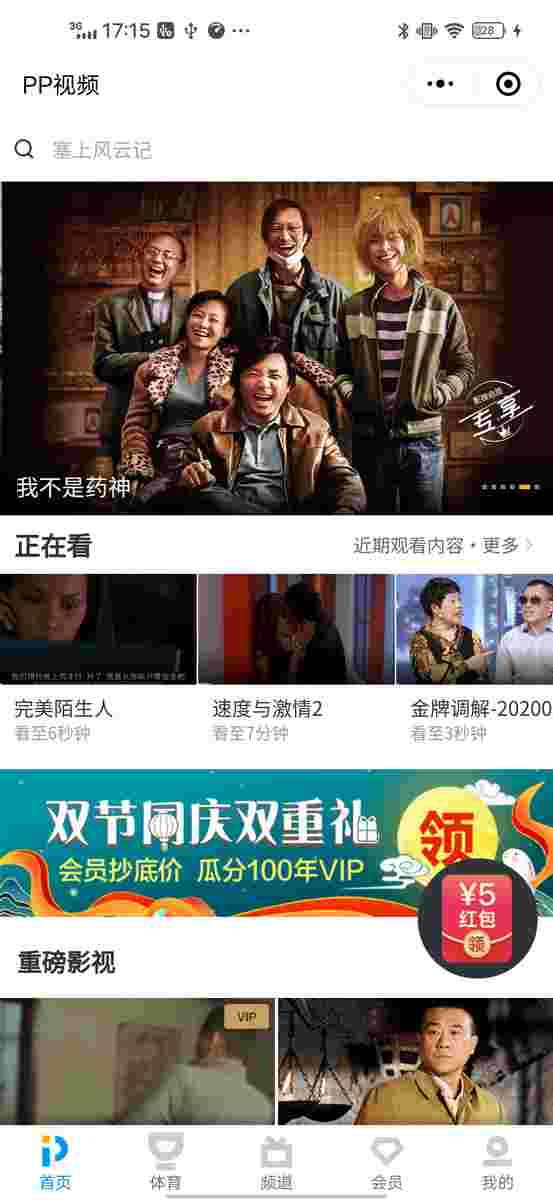 3G 17:15 28
PP视频
塞上风云记
专享
我不是药神
正在看
近期观看内容·更多
完美陌生人
看至6秒钟
速度与激情2
看至7分钟
金牌调解-20200
看至3秒钟
双节同庆双重礼
会员抄底价 瓜分100年VIP
领
¥5
红包
领
重磅影视
VIP
首页
体育
频道
会员
我的